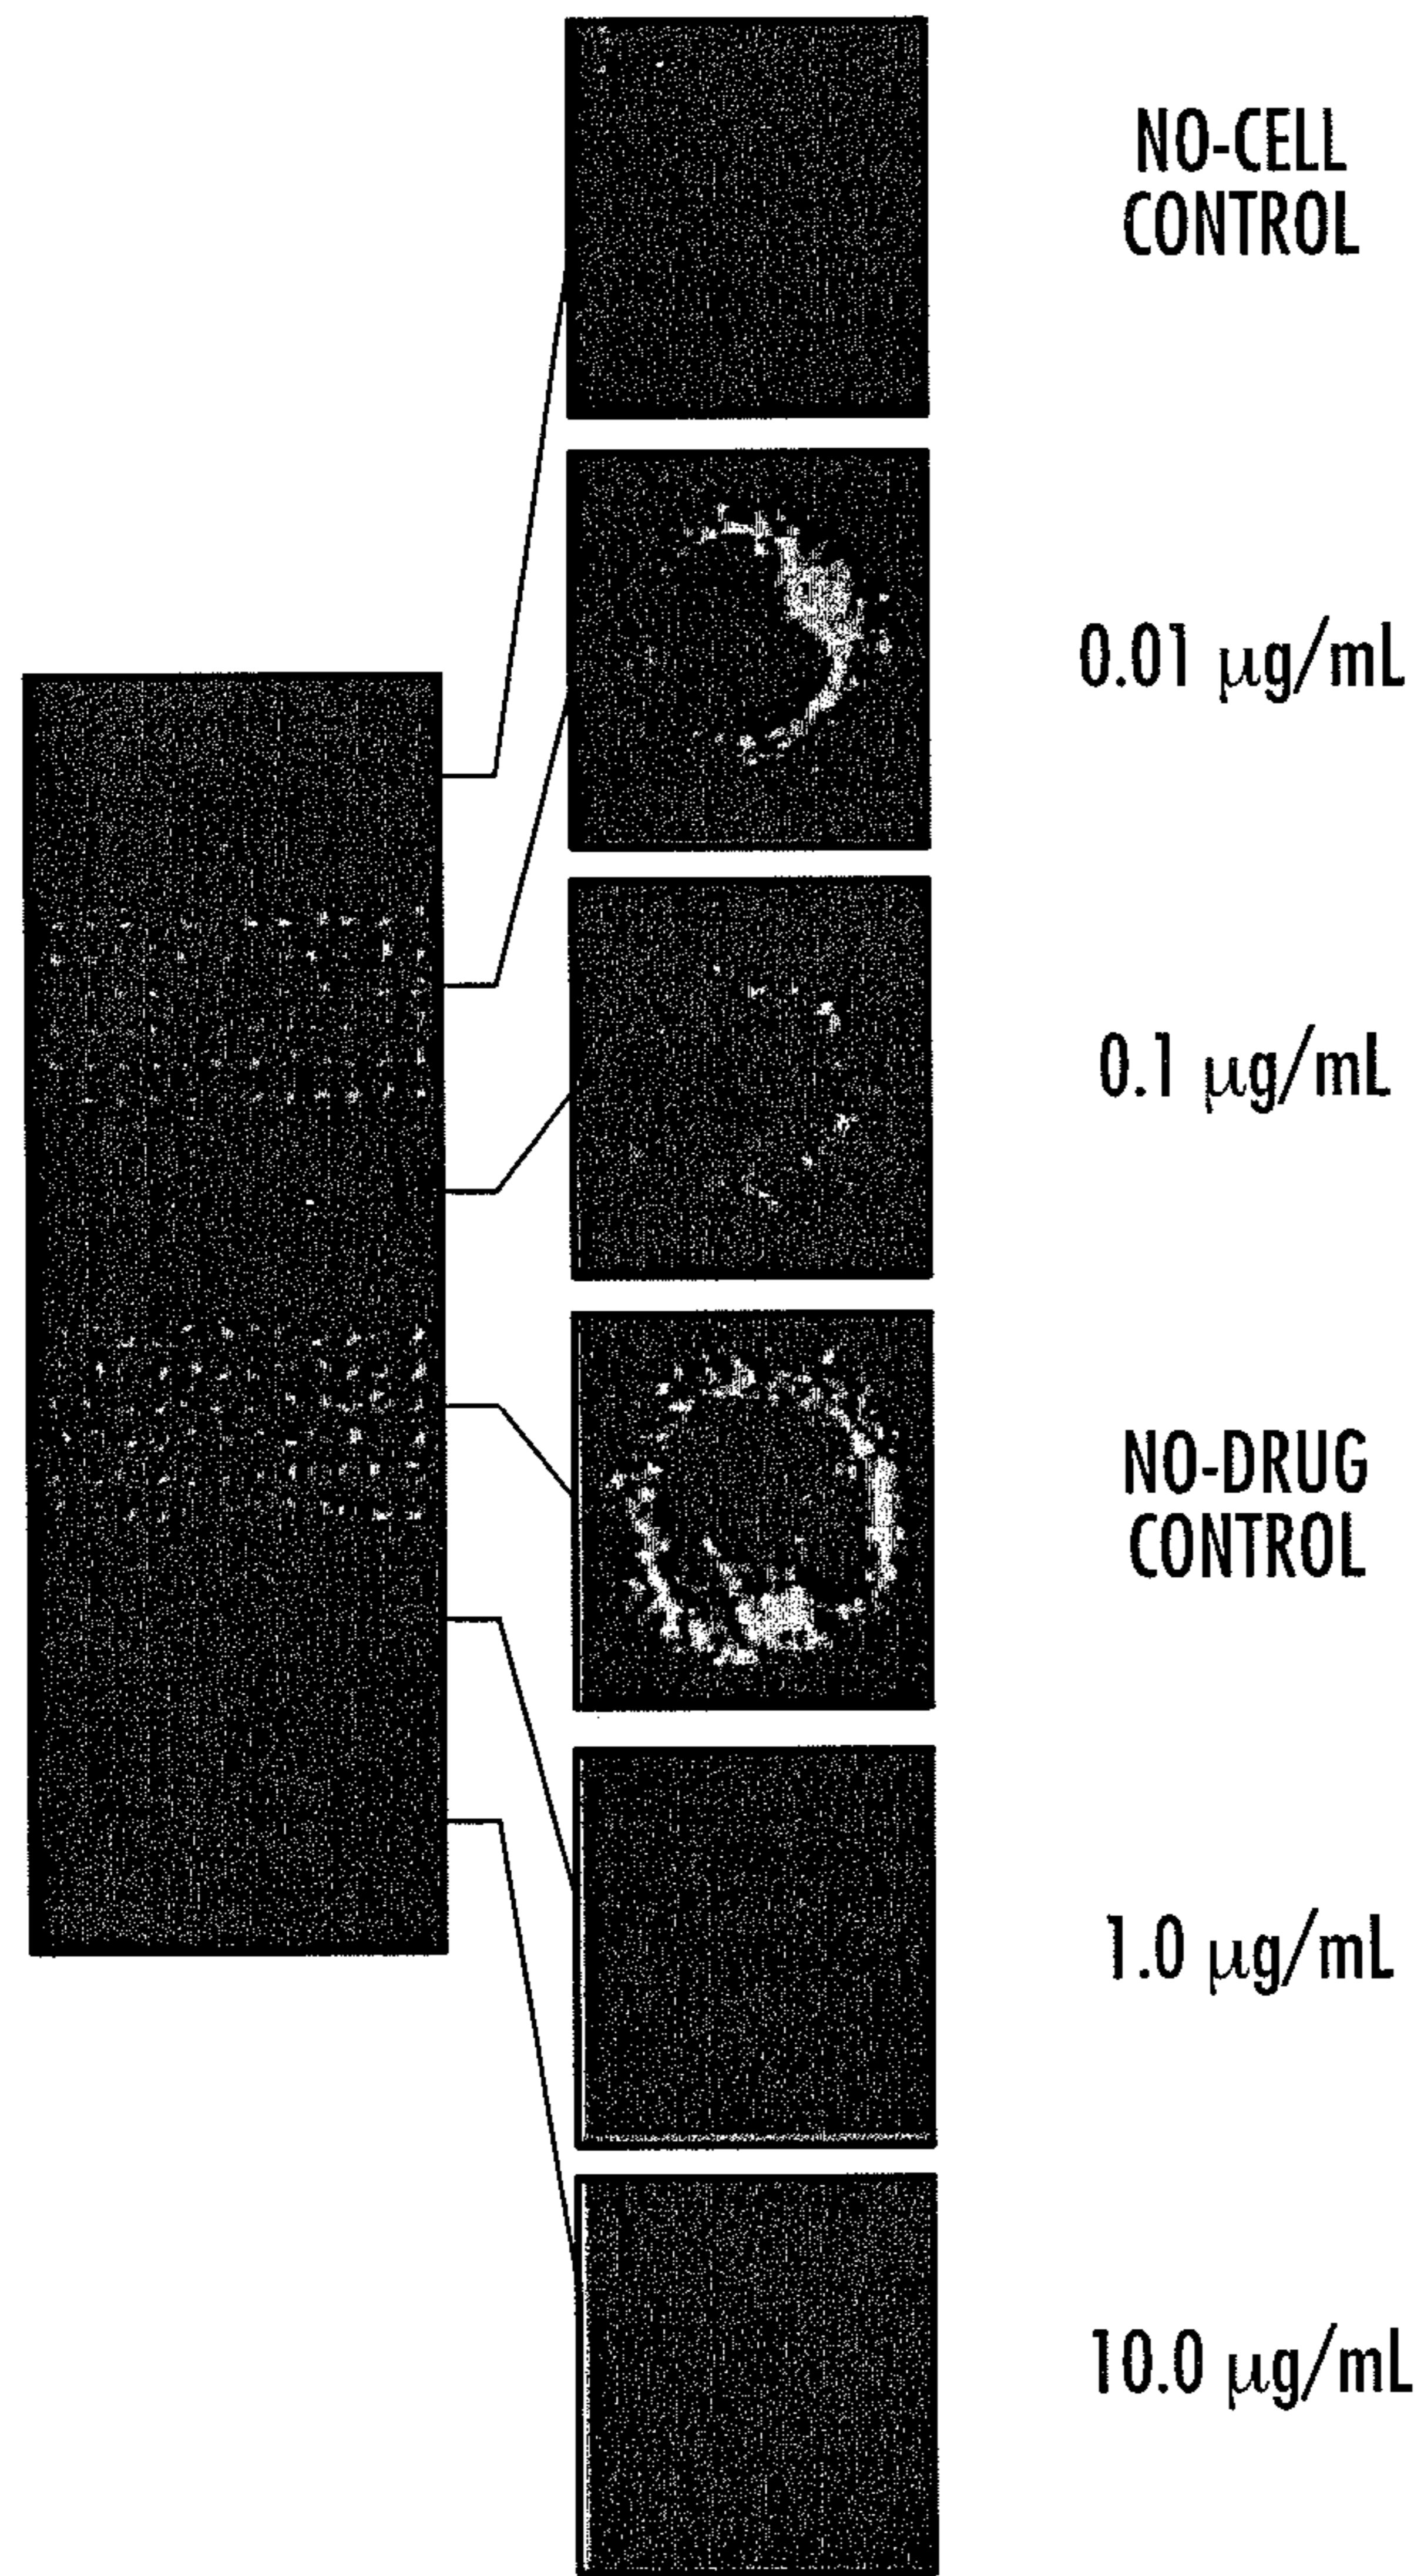 NO-CELL
CONTROL
0.01 μg/mL
0.1 μg/mL
NO-DRUG
CONTROL
1.0 μg/mL
10.0 μg/mL